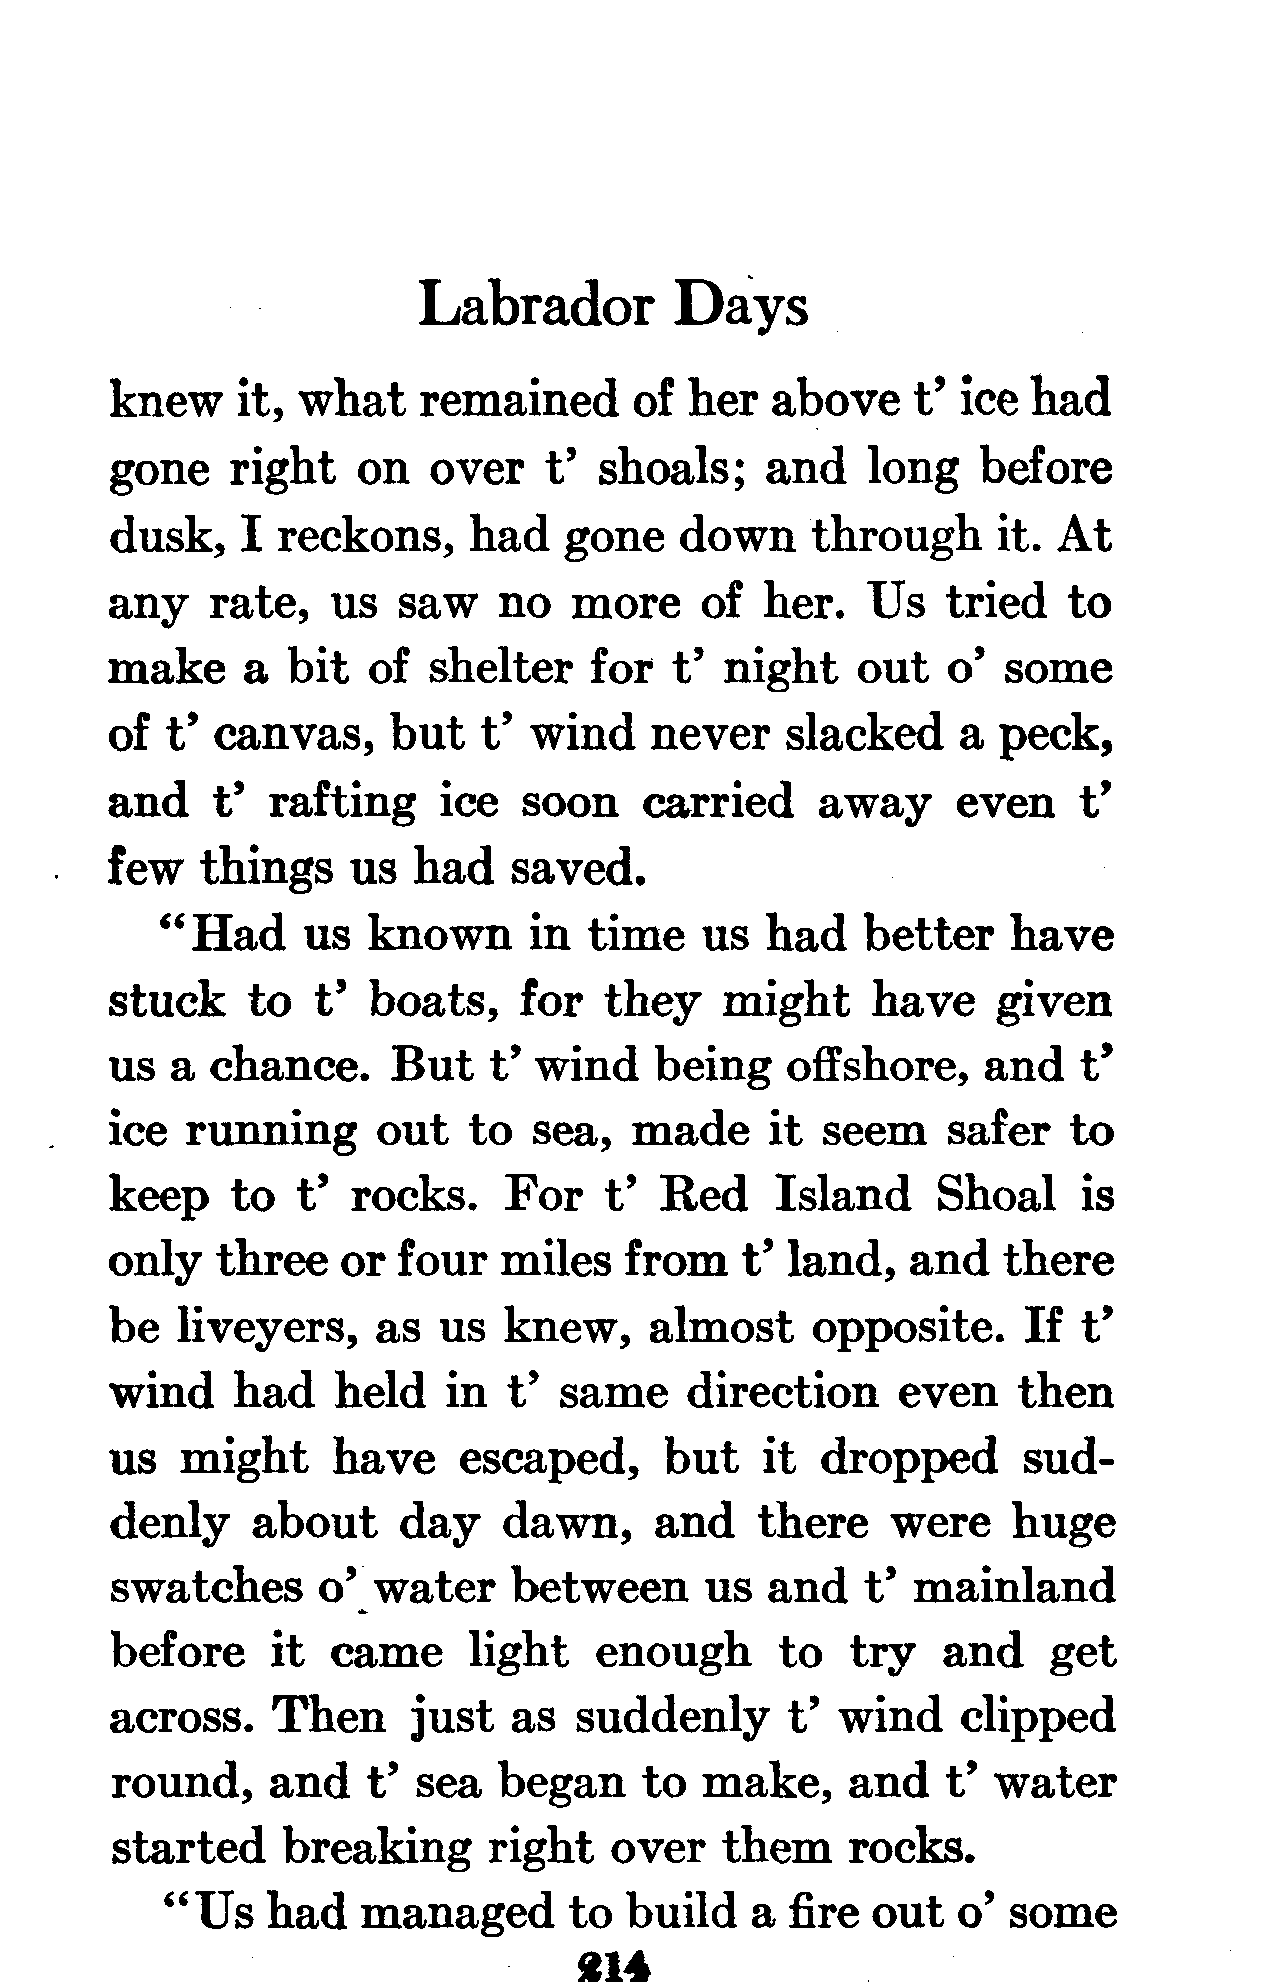 Labrador Days
knew it, what remained of her above t’ ice had
gone right on over t’ shoals; and long before
dusk, I reckons, had gone down through it. At
any rate, us saw no more of her. Us tried to
make a bit of shelter for t’ night out o’ some
of t’ canvas, but t’ wind never slacked a peck,
and t’ rafting ice soon carried away even t’
few things us had saved.
“Had us known in time us had better have
stuck to t’ boats, for they might have given
us a chance. But t’ wind being offshore, and t’
ice running out to sea, made it seem safer to
keep to t’ rocks. For t’ Red Island Shoal is
only three or four miles from t’ land, and there
be liveyers, as us knew, almost opposite. If t’
wind had held in t’ same direction even then
us might have escaped, but it dropped sud-
denly about day dawn, and there were huge
swatches o’ water between us and t’ mainland
before it came light enough to try and get
across. Then just as suddenly t’ wind clipped
round, and t’ sea began to make, and t’ water
started breaking right over them rocks.
“Us had managed to build a fire out o’ some
214